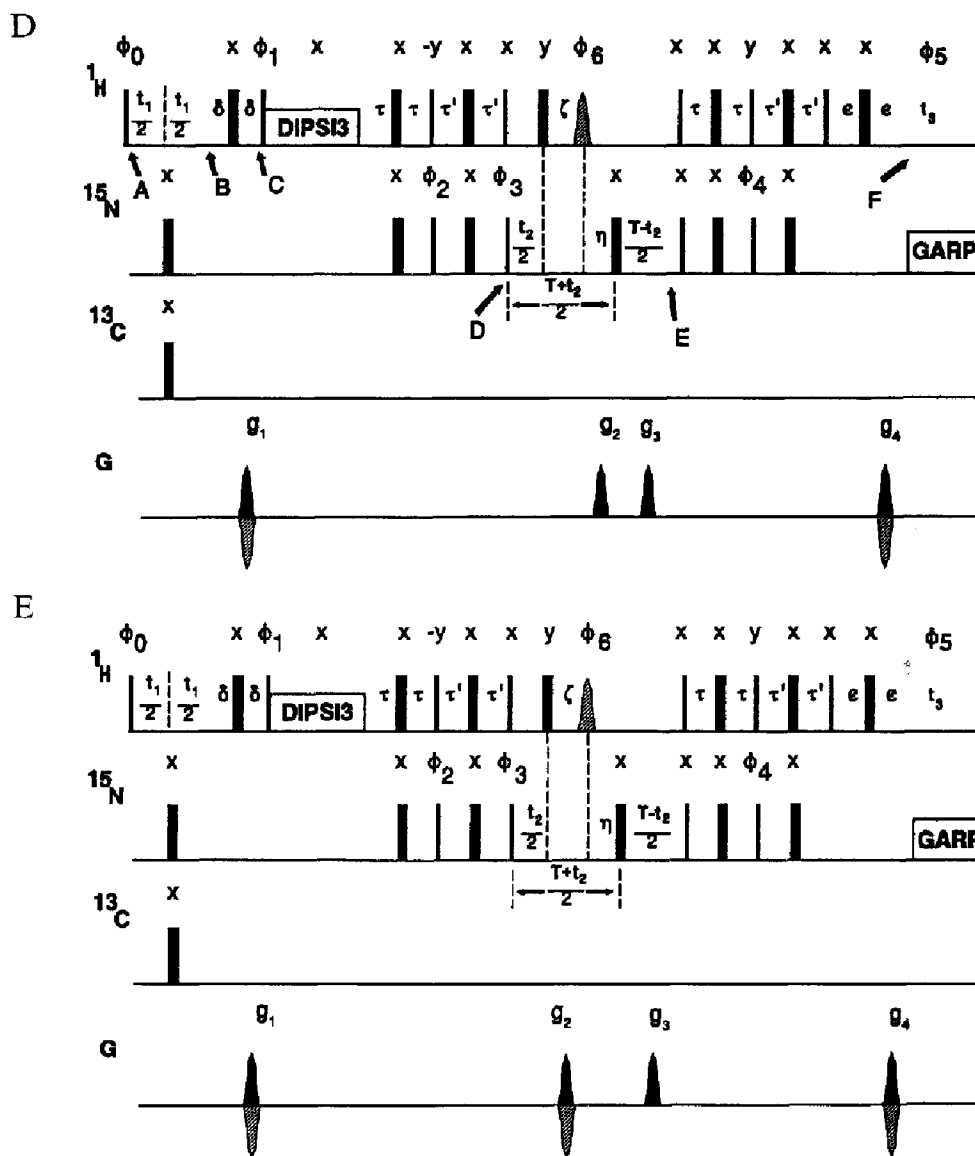 D
ϕ0 x ϕ1 x x -y x x y ϕ6 x x y x x x ϕ5
1H t1/2 t1/2 δ δ DIPSI3 τ τ τ' τ' ζ τ τ τ' τ' e e t3
A x B C x ϕ2 x ϕ3 x x x ϕ4 x F
15N t2/2 η T-t2/2 GARP
D T+t2/2 E
13C x
g1 g2 g3 g4
G
E
ϕ0 x ϕ1 x x -y x x y ϕ6 x x y x x x ϕ5
1H t1/2 t1/2 δ δ DIPSI3 τ τ τ' τ' ζ τ τ τ' τ' e e t3
x x ϕ2 x ϕ3 x x x ϕ4 x
15N t2/2 η T-t2/2 GARP
T+t2/2
13C x
g1 g2 g3 g4
G